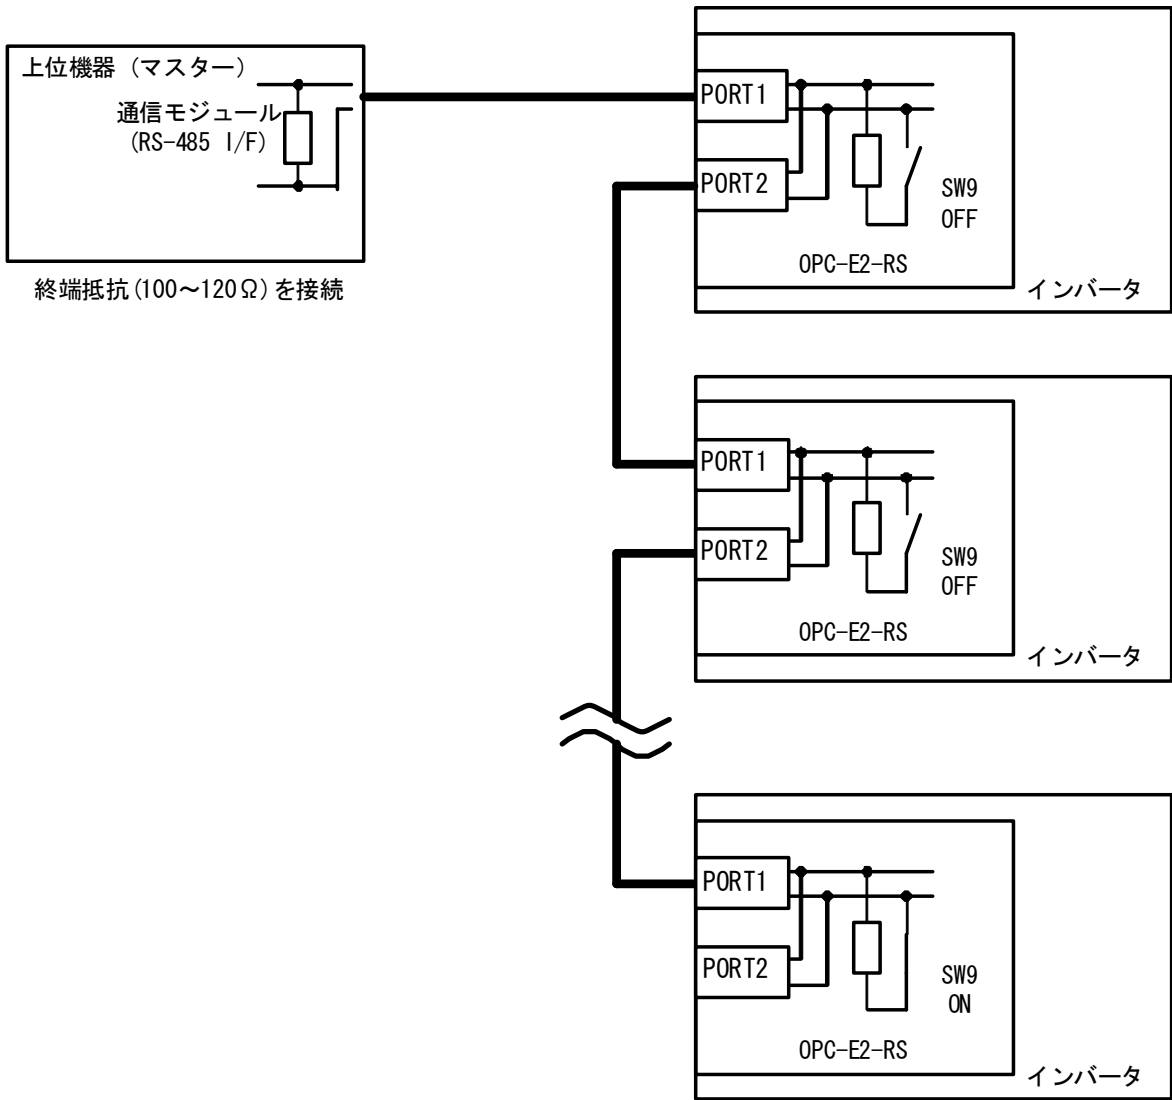 上位機器（マスター）
通信モジュール
(RS-485 I/F)
終端抵抗(100～120Ω)を接続
PORT1
PORT2
SW9
OFF
OPC-E2-RS
インバータ
PORT1
PORT2
SW9
OFF
OPC-E2-RS
インバータ
PORT1
PORT2
SW9
ON
OPC-E2-RS
インバータ